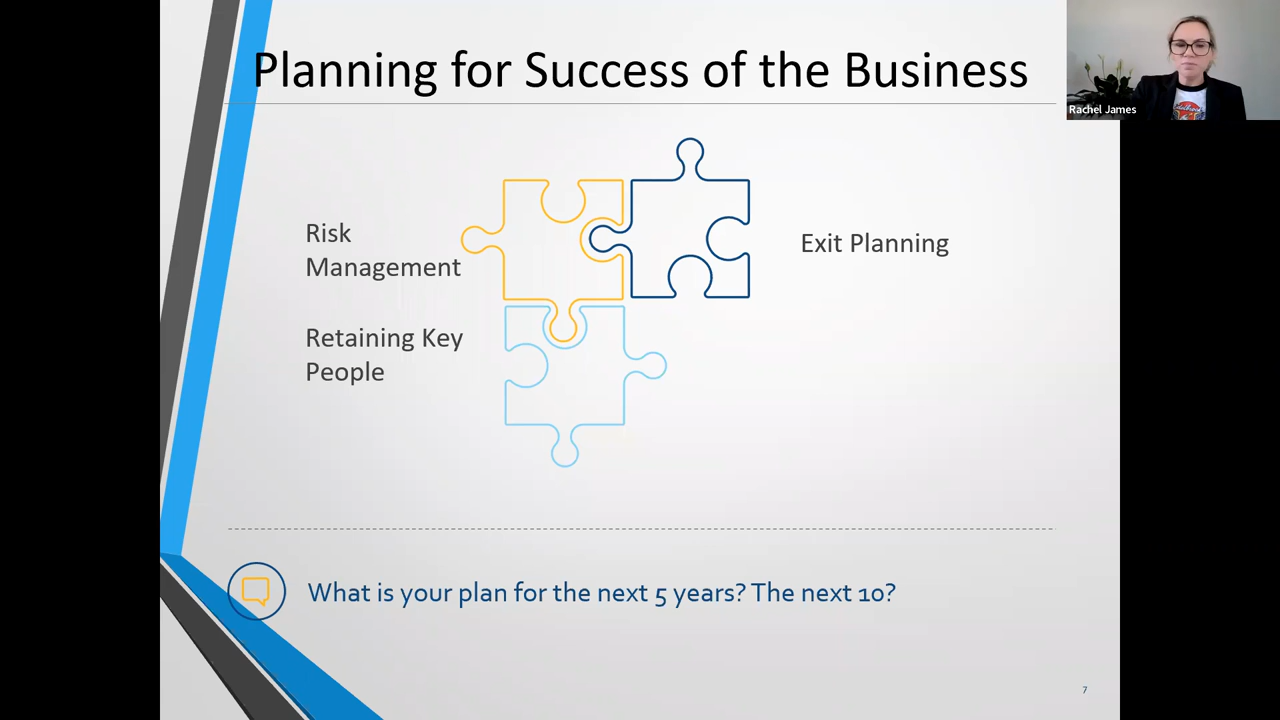 Planning for Success of the Business
Rachel James
Risk
Management
Exit Planning
Retaining Key
People
What is your plan for the next 5 years? The next 10?
7